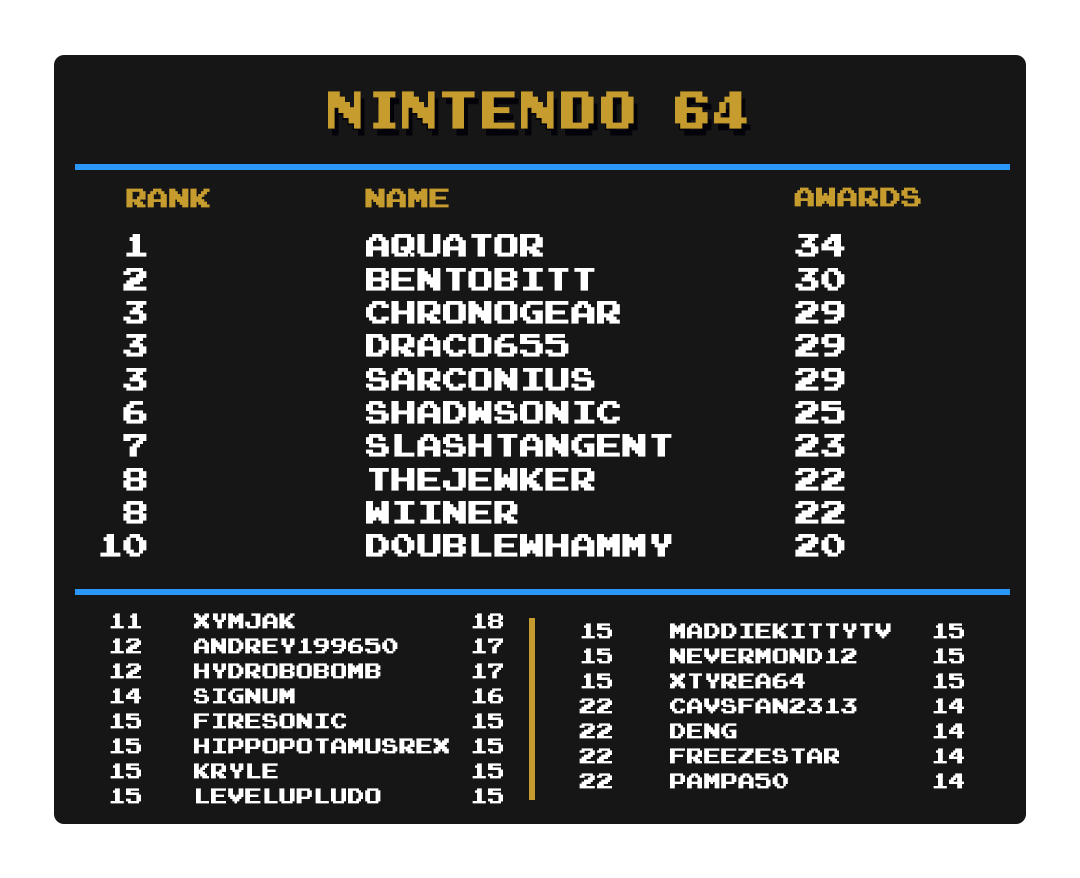 NINTENDO 64
RANK NAME AWARDS
1 AQUATOR 34
2 BENTOBITT 30
3 CHRONOGEAR 29
3 DRACO655 29
3 SARCONIUS 29
6 SHADWSONIC 25
7 SLASHTANGENT 23
8 THEJEWKER 22
8 WIINER 22
10 DOUBLEWHAMMY 20
11 XYMJAK 18
12 ANDREY199650 17
12 HYDROBOBOMB 17
14 SIGNUM 16
15 FIRESONIC 15
15 HIPPOPOTAMUSREX 15
15 KRYLE 15
15 LEVELUPLUDO 15
15 MADDIEKITTYTV 15
15 NEVERMOND12 15
15 XTYREA64 15
22 CAVSFAN2313 14
22 DENG 14
22 FREEZESTAR 14
22 PAMPA50 14